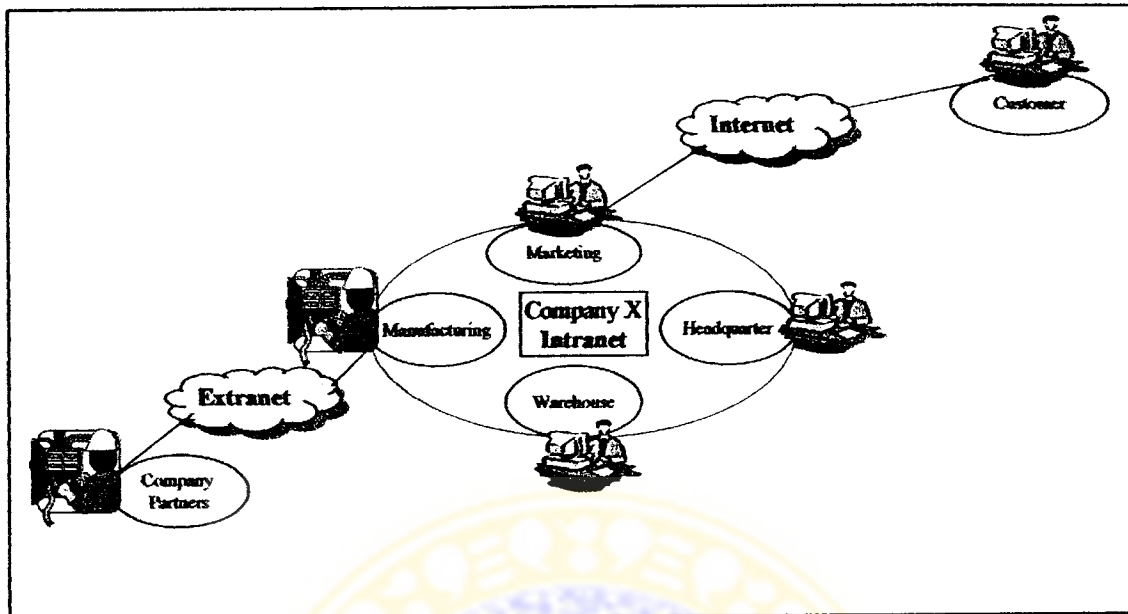 Customer
Internet
Marketing
Manufacturing
Company X
Intranet
Headquarter
Warehouse
Extranet
Company
Partners